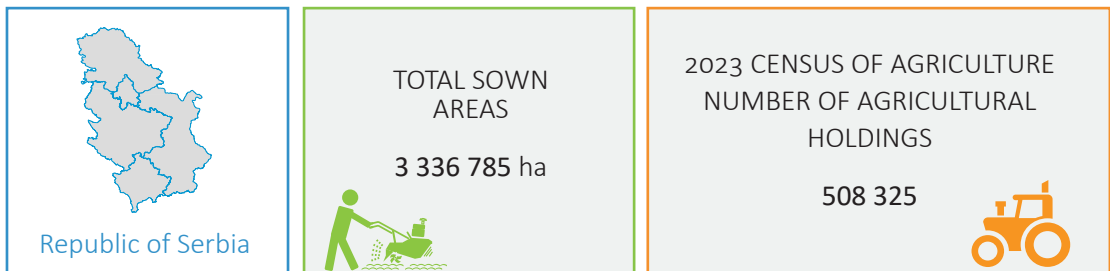 Republic of Serbia
TOTAL SOWN
AREAS
3 336 785 ha
2023 CENSUS OF AGRICULTURE
NUMBER OF AGRICULTURAL
HOLDINGS
508 325